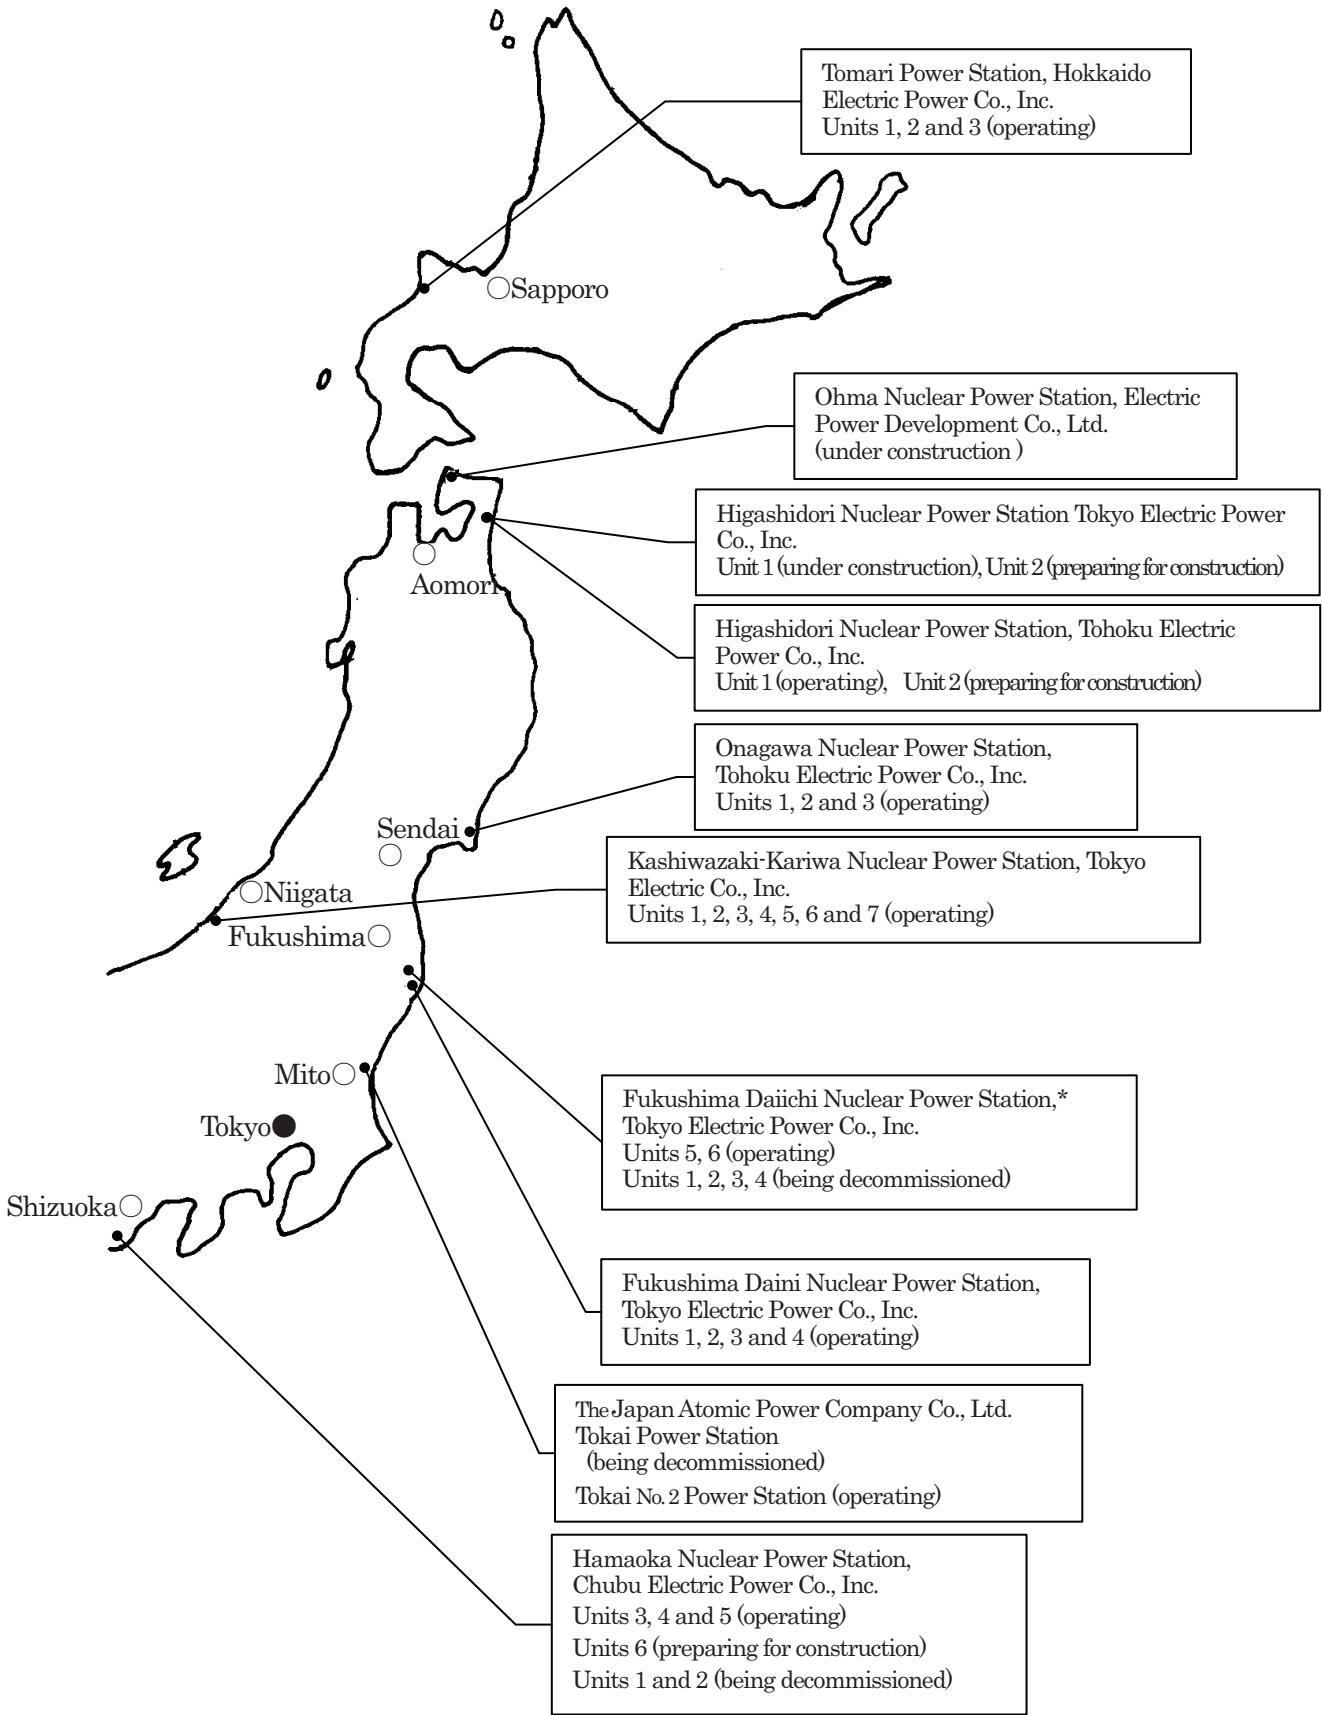 Tomari Power Station, Hokkaido
Electric Power Co., Inc.
Units 1, 2 and 3 (operating)
Sapporo
Ohma Nuclear Power Station, Electric
Power Development Co., Ltd.
(under construction )
Higashidori Nuclear Power Station Tokyo Electric Power
Co., Inc.
Unit 1 (under construction), Unit 2 (preparing for construction)
Aomori
Higashidori Nuclear Power Station, Tohoku Electric
Power Co., Inc.
Unit 1 (operating), Unit 2 (preparing for construction)
Onagawa Nuclear Power Station,
Tohoku Electric Power Co., Inc.
Units 1, 2 and 3 (operating)
Sendai
Kashiwazaki-Kariwa Nuclear Power Station, Tokyo
Electric Co., Inc.
Units 1, 2, 3, 4, 5, 6 and 7 (operating)
Niigata
Fukushima
Mito
Fukushima Daiichi Nuclear Power Station,*
Tokyo Electric Power Co., Inc.
Units 5, 6 (operating)
Units 1, 2, 3, 4 (being decommissioned)
Tokyo
Shizuoka
Fukushima Daini Nuclear Power Station,
Tokyo Electric Power Co., Inc.
Units 1, 2, 3 and 4 (operating)
The Japan Atomic Power Company Co., Ltd.
Tokai Power Station
(being decommissioned)
Tokai No. 2 Power Station (operating)
Hamaoka Nuclear Power Station,
Chubu Electric Power Co., Inc.
Units 3, 4 and 5 (operating)
Units 6 (preparing for construction)
Units 1 and 2 (being decommissioned)